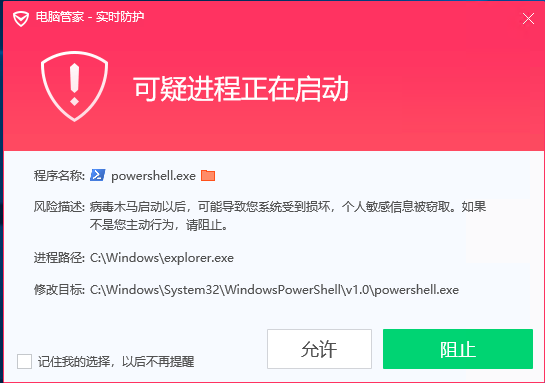 电脑管家 - 实时防护
可疑进程正在启动
程序名称: powershell.exe
风险描述: 病毒木马启动以后，可能导致您系统受到损坏，个人敏感信息被窃取。如果
不是您主动行为，请阻止。
进程路径: C:\Windows\explorer.exe
修改目标: C:\Windows\System32\WindowsPowerShell\v1.0\powershell.exe
记住我的选择，以后不再提醒
允许
阻止